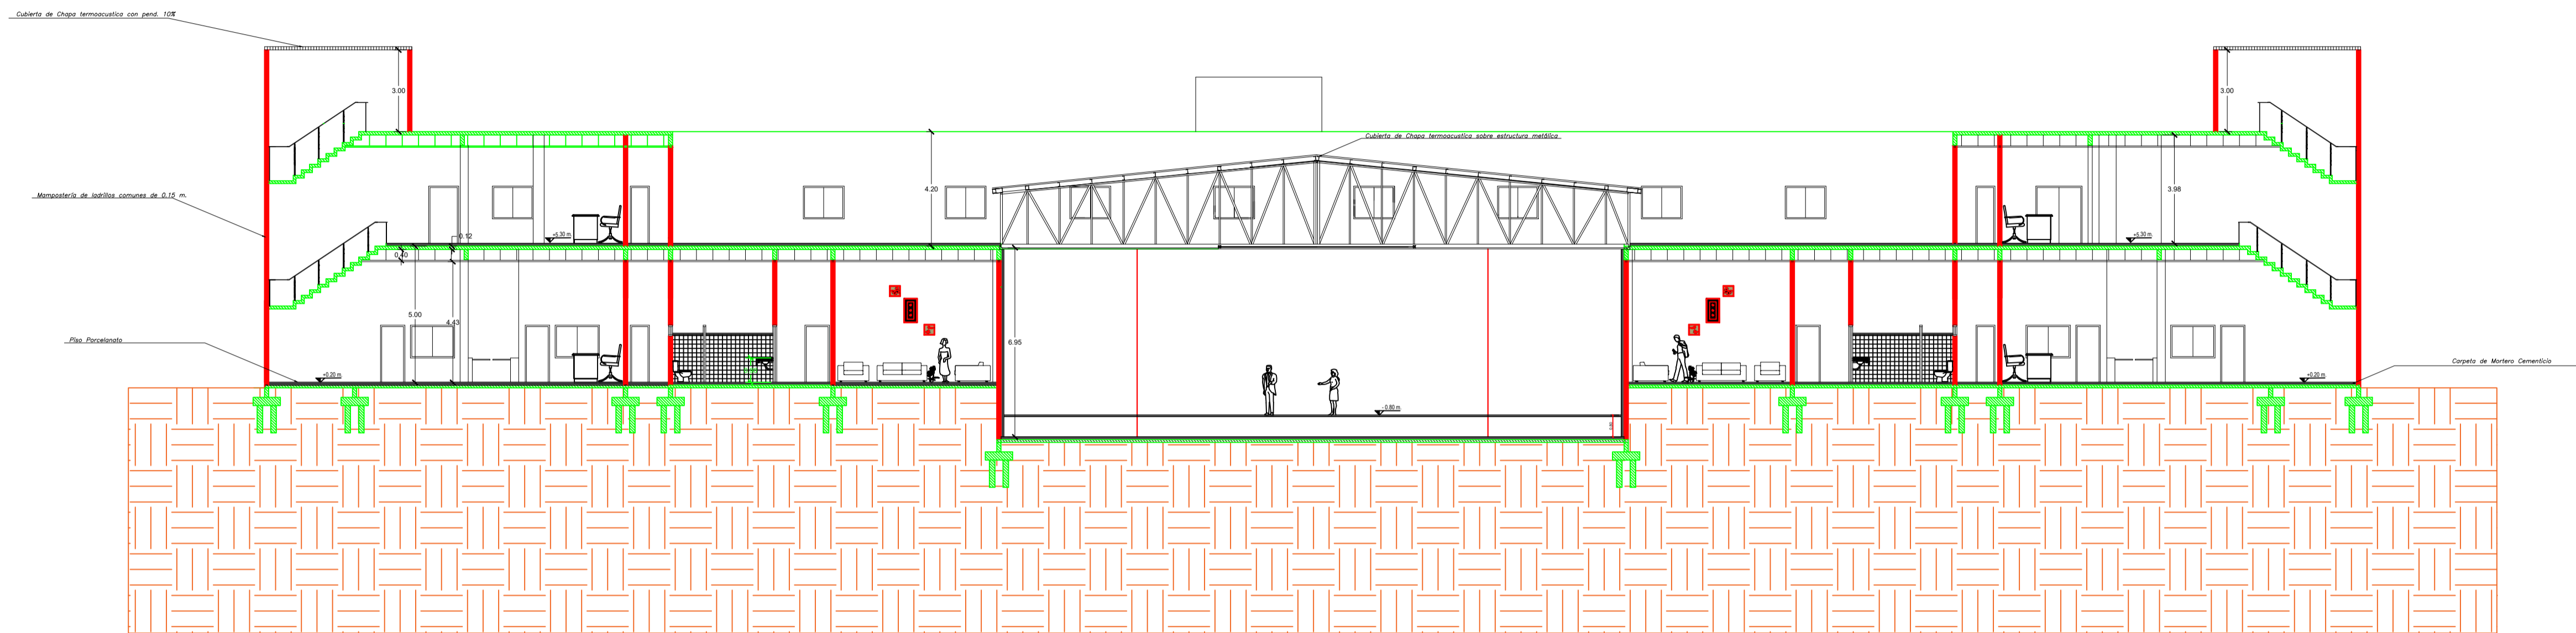 Cubierta de Chapa termoacustica con pend. 10%
3.00
3.00
Cubierta de Chapa termoacustica sobre estructura metálica
4.20
3.98
Mampostería de ladrillos comunes de 0.15 m.
0.12
+5.30 m
+5.30 m
0.40
5.00
4.43
6.95
Piso Porcelanato
Carpeta de Mortero Cementicio
+0.20 m
+0.20 m
-0.80 m